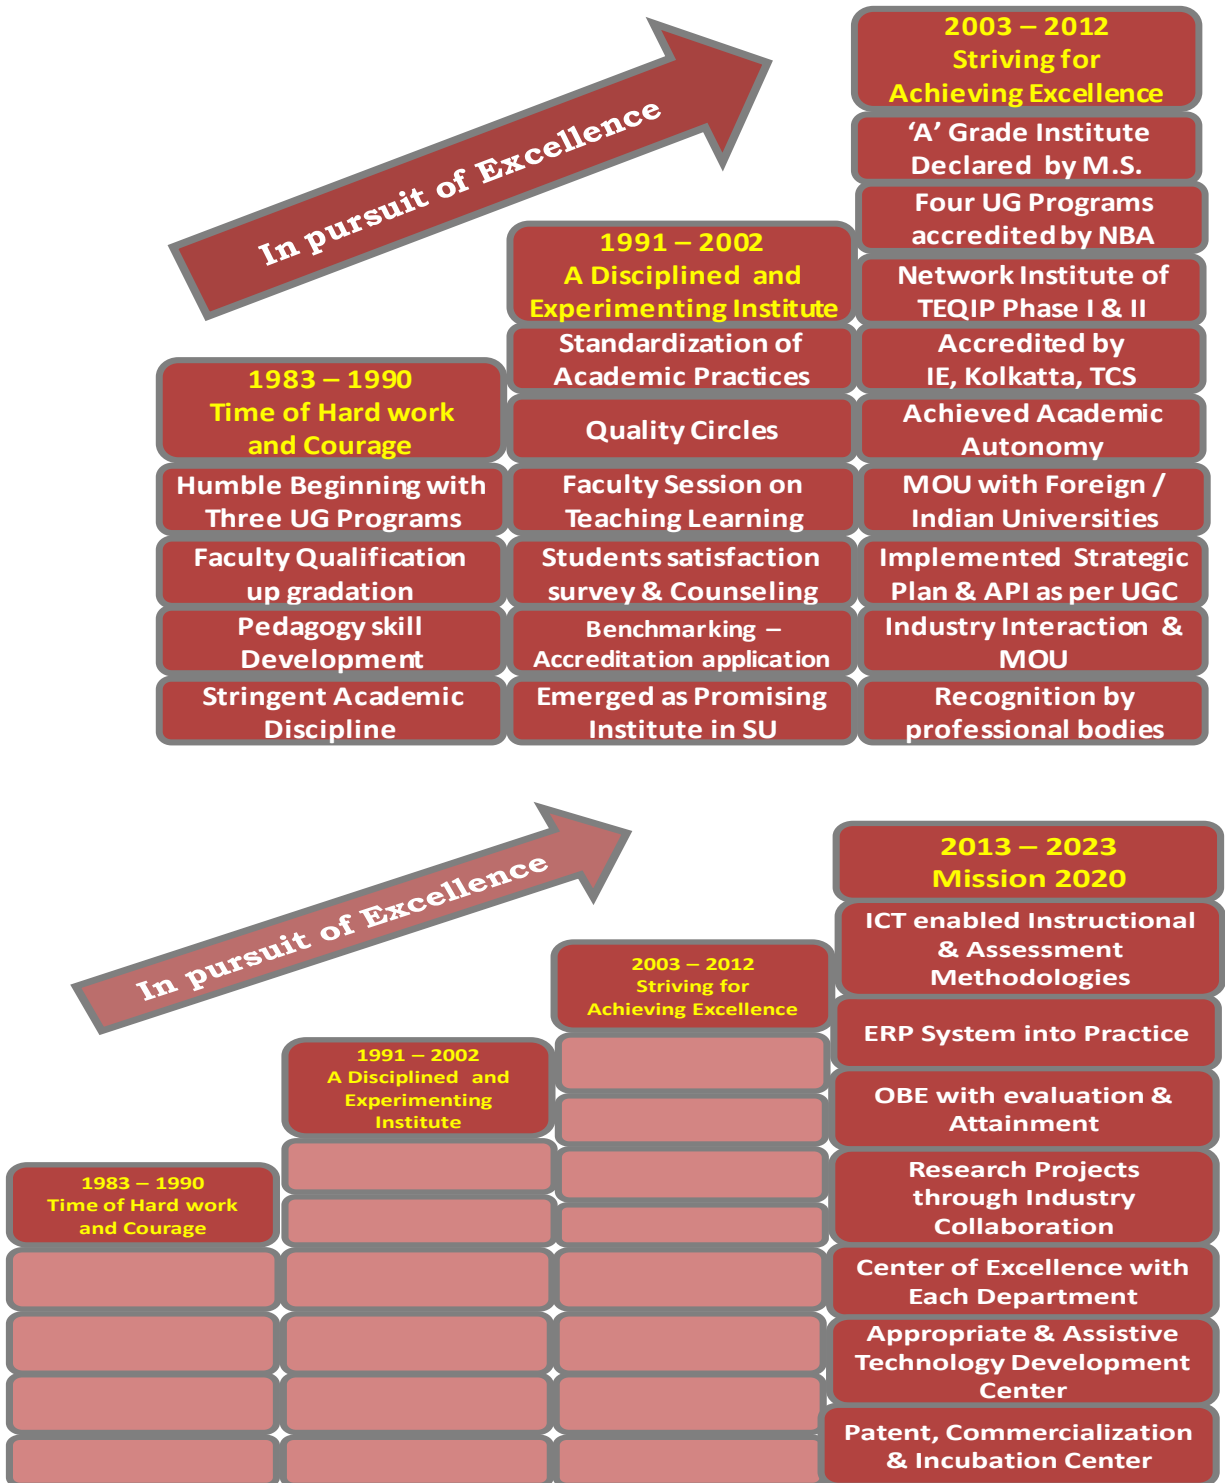 In pursuit of Excellence
1983 – 1990
Time of Hard work
and Courage
Humble Beginning with
Three UG Programs
Faculty Qualification
up gradation
Pedagogy skill
Development
Stringent Academic
Discipline
1991 – 2002
A Disciplined and
Experimenting Institute
Standardization of
Academic Practices
Quality Circles
Faculty Session on
Teaching Learning
Students satisfaction
survey & Counseling
Benchmarking –
Accreditation application
Emerged as Promising
Institute in SU
2003 – 2012
Striving for
Achieving Excellence
‘A’ Grade Institute
Declared by M.S.
Four UG Programs
accredited by NBA
Network Institute of
TEQIP Phase I & II
Accredited by
IE, Kolkatta, TCS
Achieved Academic
Autonomy
MOU with Foreign /
Indian Universities
Implemented Strategic
Plan & API as per UGC
Industry Interaction &
MOU
Recognition by
professional bodies
In pursuit of Excellence
1983 – 1990
Time of Hard work
and Courage
1991 – 2002
A Disciplined and
Experimenting
Institute
2003 – 2012
Striving for
Achieving Excellence
2013 – 2023
Mission 2020
ICT enabled Instructional
& Assessment
Methodologies
ERP System into Practice
OBE with evaluation &
Attainment
Research Projects
through Industry
Collaboration
Center of Excellence with
Each Department
Appropriate & Assistive
Technology Development
Center
Patent, Commercialization
& Incubation Center